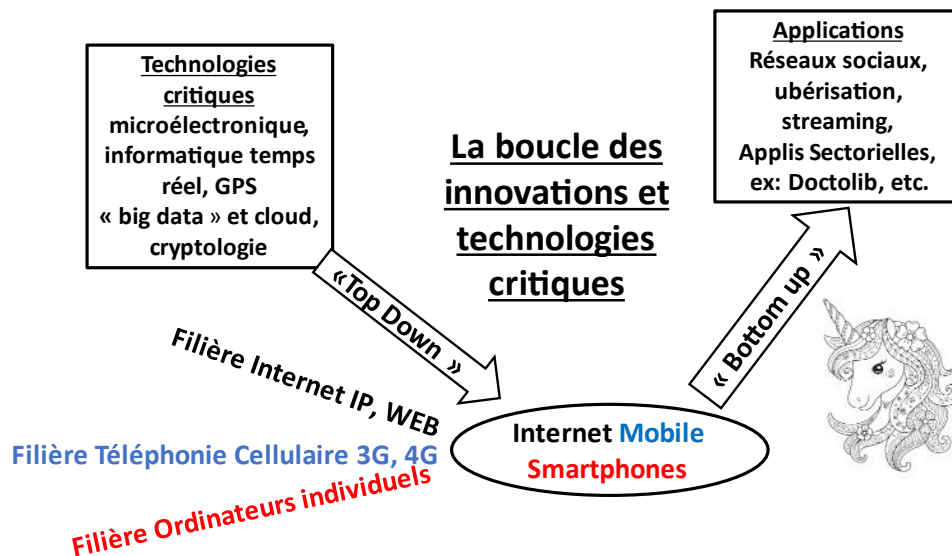 Technologies
critiques
microélectronique,
informatique temps
réel, GPS
« big data » et cloud,
cryptologie
La boucle des
innovations et
technologies
critiques
Applications
Réseaux sociaux,
ubérisation,
streaming,
Applis Sectorielles,
ex: Doctolib, etc.
«Top Down »
« Bottom up »
Filière Internet IP, WEB
Filière Téléphonie Cellulaire 3G, 4G
Filière Ordinateurs individuels
Internet Mobile
Smartphones